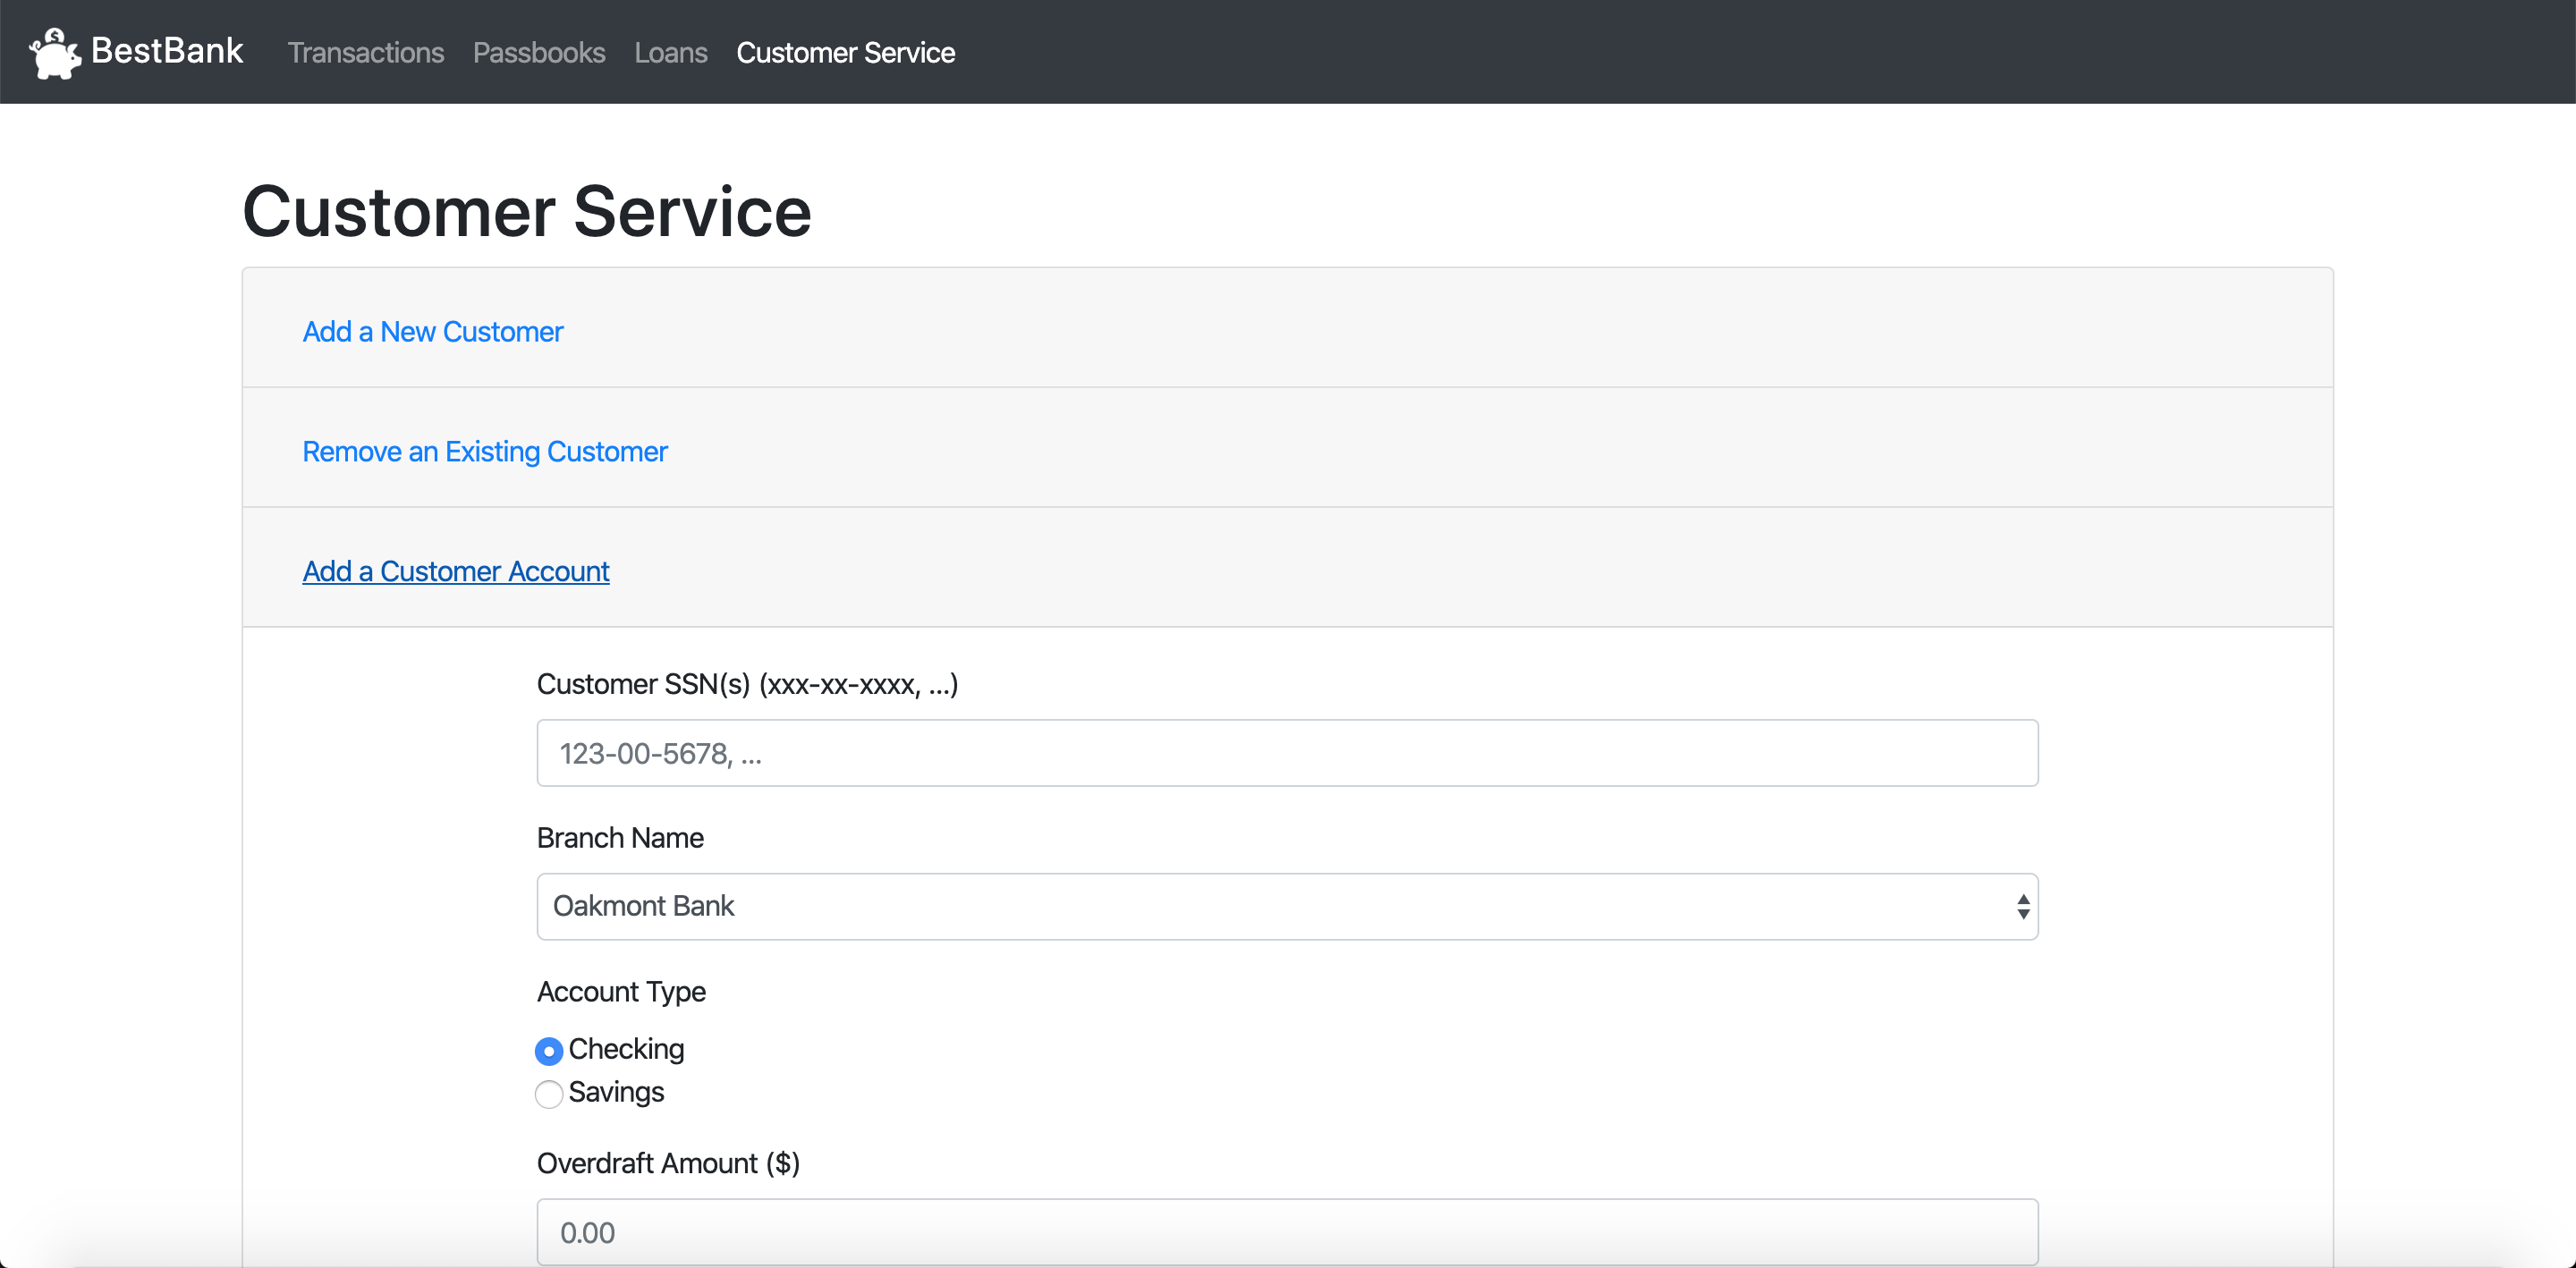 BestBank Transactions Passbooks Loans Customer Service
Customer Service
Add a New Customer
Remove an Existing Customer
Add a Customer Account
Customer SSN(s) (xxx-xx-xxxx, ...)
123-00-5678, ...
Branch Name
Oakmont Bank
Account Type
Checking
Savings
Overdraft Amount ($)
0.00